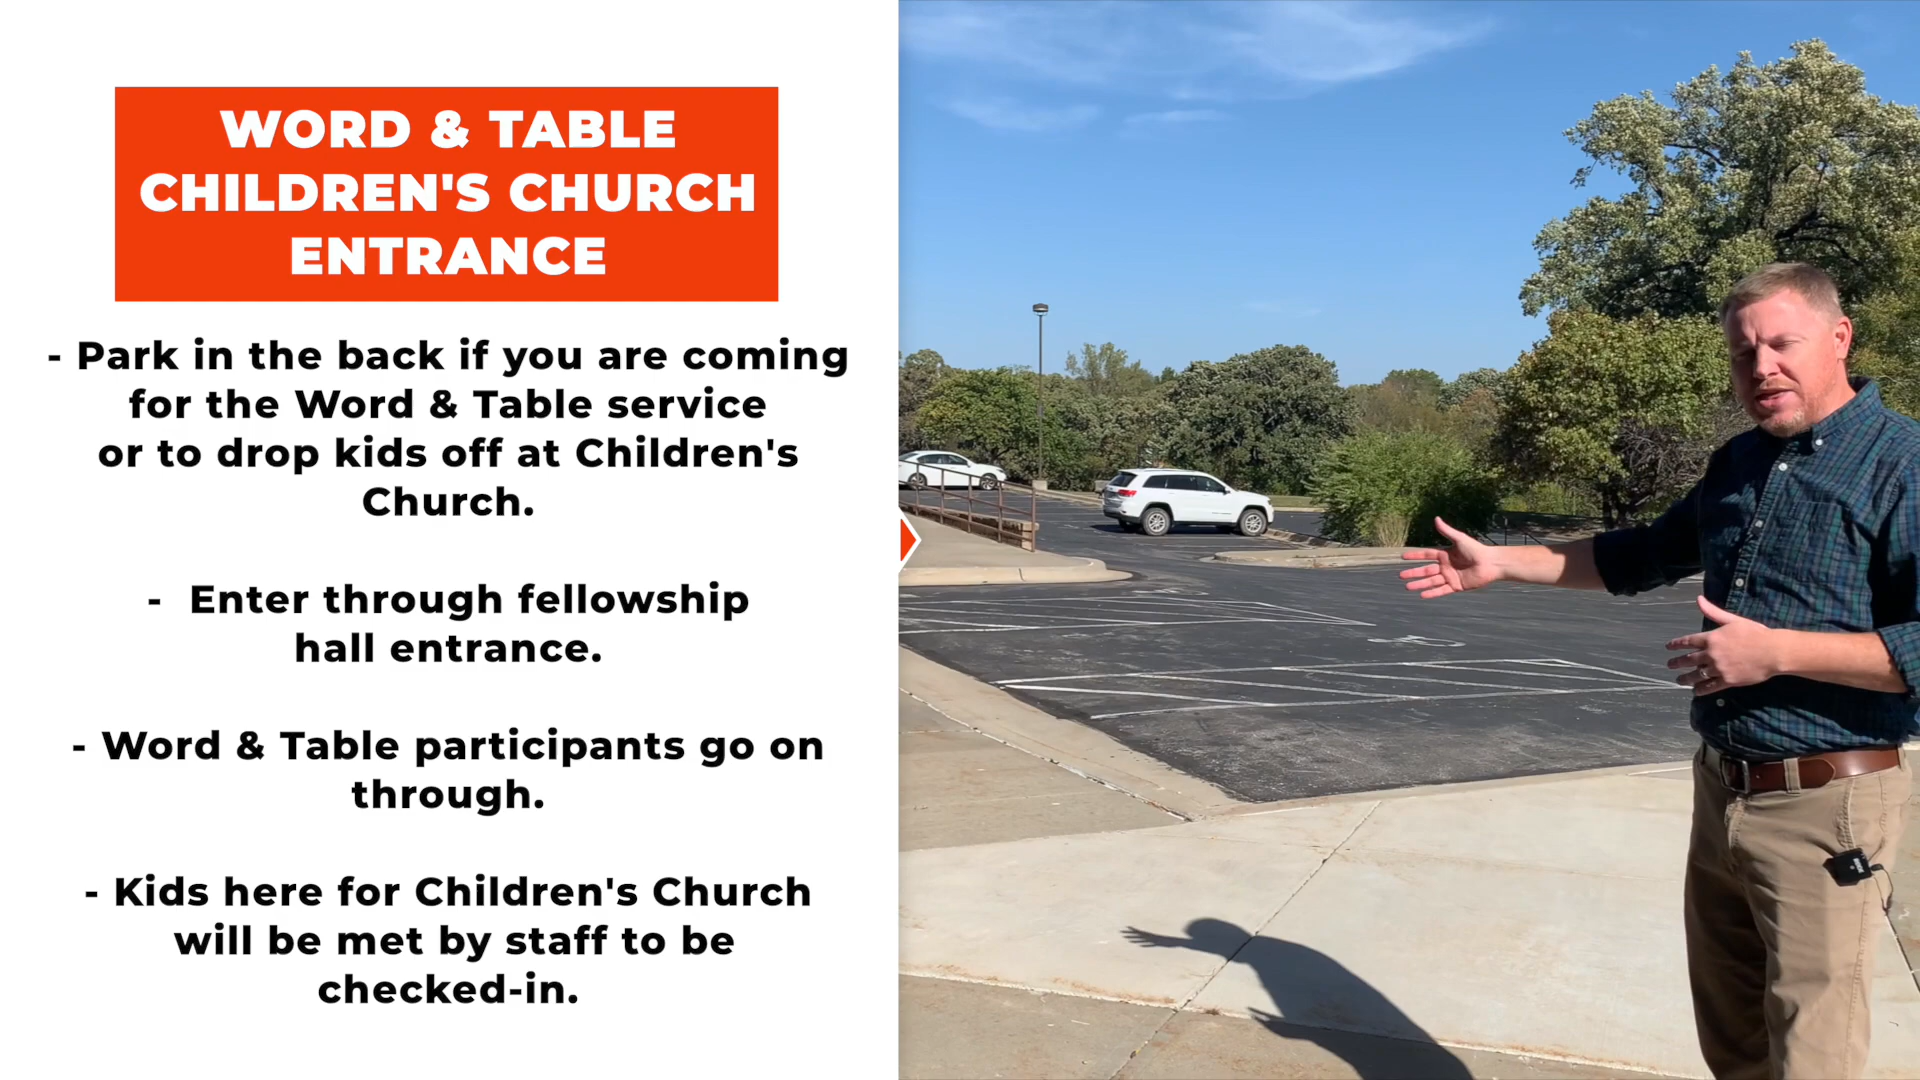 WORD & TABLE
CHILDREN'S CHURCH
ENTRANCE
- Park in the back if you are coming
for the Word & Table service
or to drop kids off at Children's
Church.
- Enter through fellowship
hall entrance.
- Word & Table participants go on
through.
- Kids here for Children's Church
will be met by staff to be
checked-in.